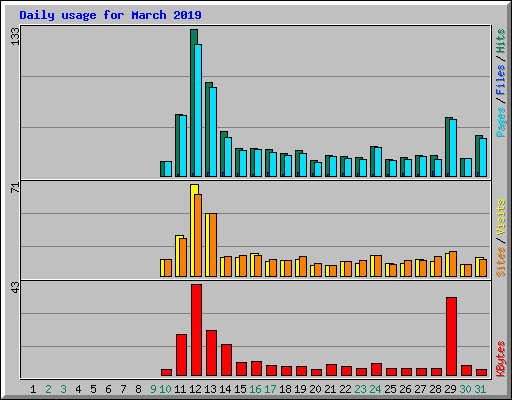 Daily usage for March 2019
133
Pages / Files / Hits
71
Sites / Visits
43
KBytes
1 2 3 4 5 6 7 8 9 10 11 12 13 14 15 16 17 18 19 20 21 22 23 24 25 26 27 28 29 30 31